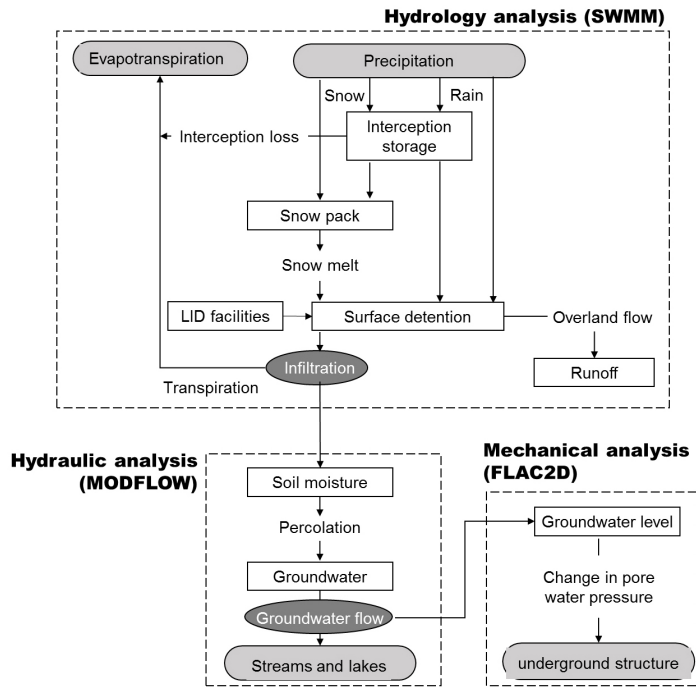 Hydrology analysis (SWMM)
Evapotranspiration
Precipitation
Snow
Rain
Interception loss
Interception
storage
Snow pack
Snow melt
LID facilities
Surface detention
Overland flow
Infiltration
Runoff
Transpiration
Hydraulic analysis
(MODFLOW)
Mechanical analysis
(FLAC2D)
Soil moisture
Groundwater level
Percolation
Groundwater
Change in pore
water pressure
Groundwater flow
Streams and lakes
underground structure